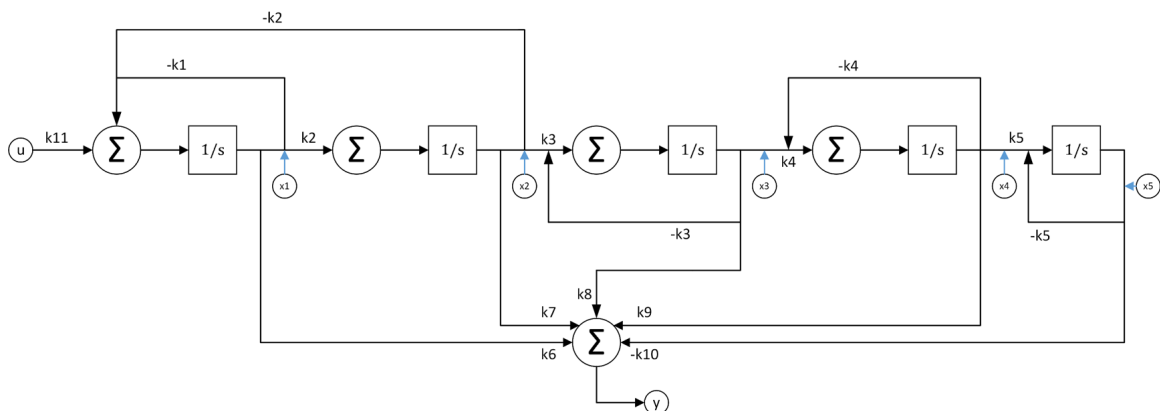 -k2
-k1
-k4
u
k11
Σ
1/s
k2
Σ
1/s
k3
Σ
1/s
k4
Σ
1/s
k5
1/s
x1
x2
x3
x4
x5
-k3
-k5
k8
k7
k9
Σ
k6
-k10
y